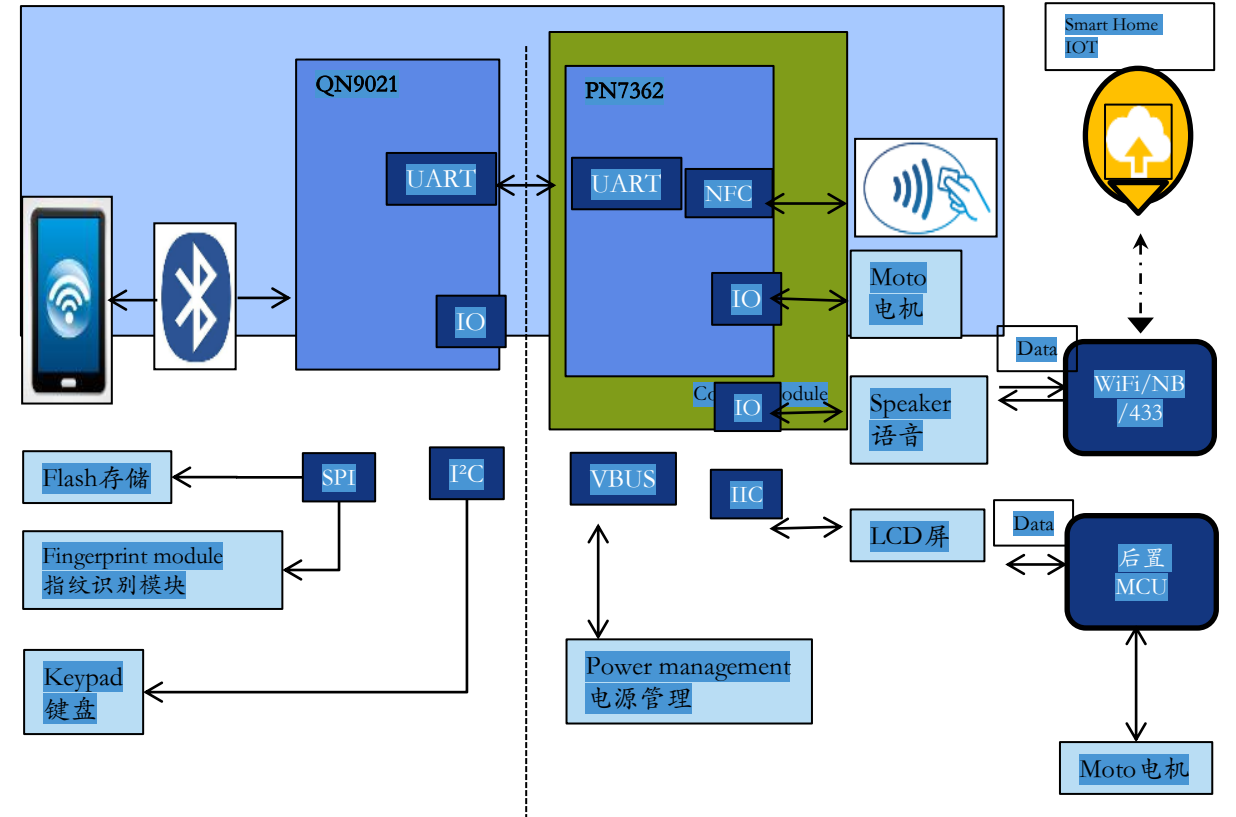 Smart Home
IOT
QN9021
PN7362
UART
UART
NFC
IO
IO
Moto
电机
Data
WiFi/NB
/433
IO
odule
Speaker
语音
Flash存储
SPI
I²C
VBUS
IIC
LCD屏
Data
后置
MCU
Fingerprint module
指纹识别模块
Keypad
键盘
Power management
电源管理
Moto电机